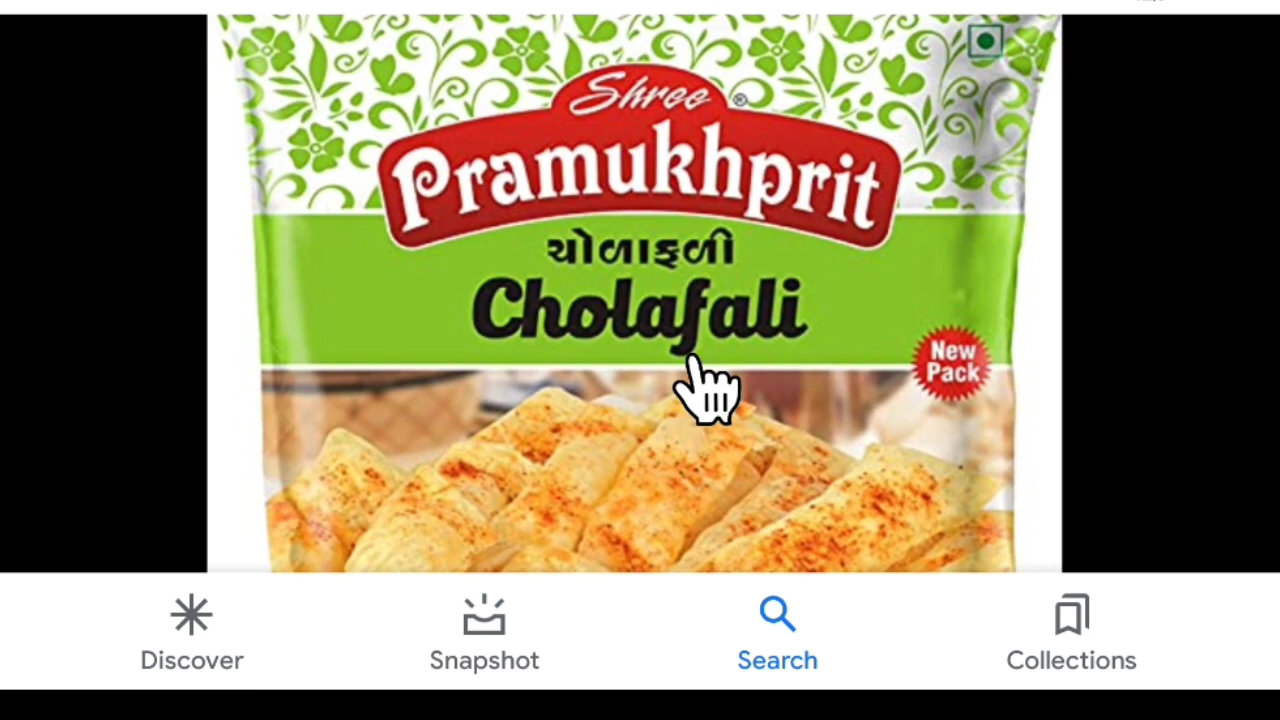 Shree ®
Pramukhprit
ચોળાફળી
Cholafali
New
Pack
Discover Snapshot Search Collections